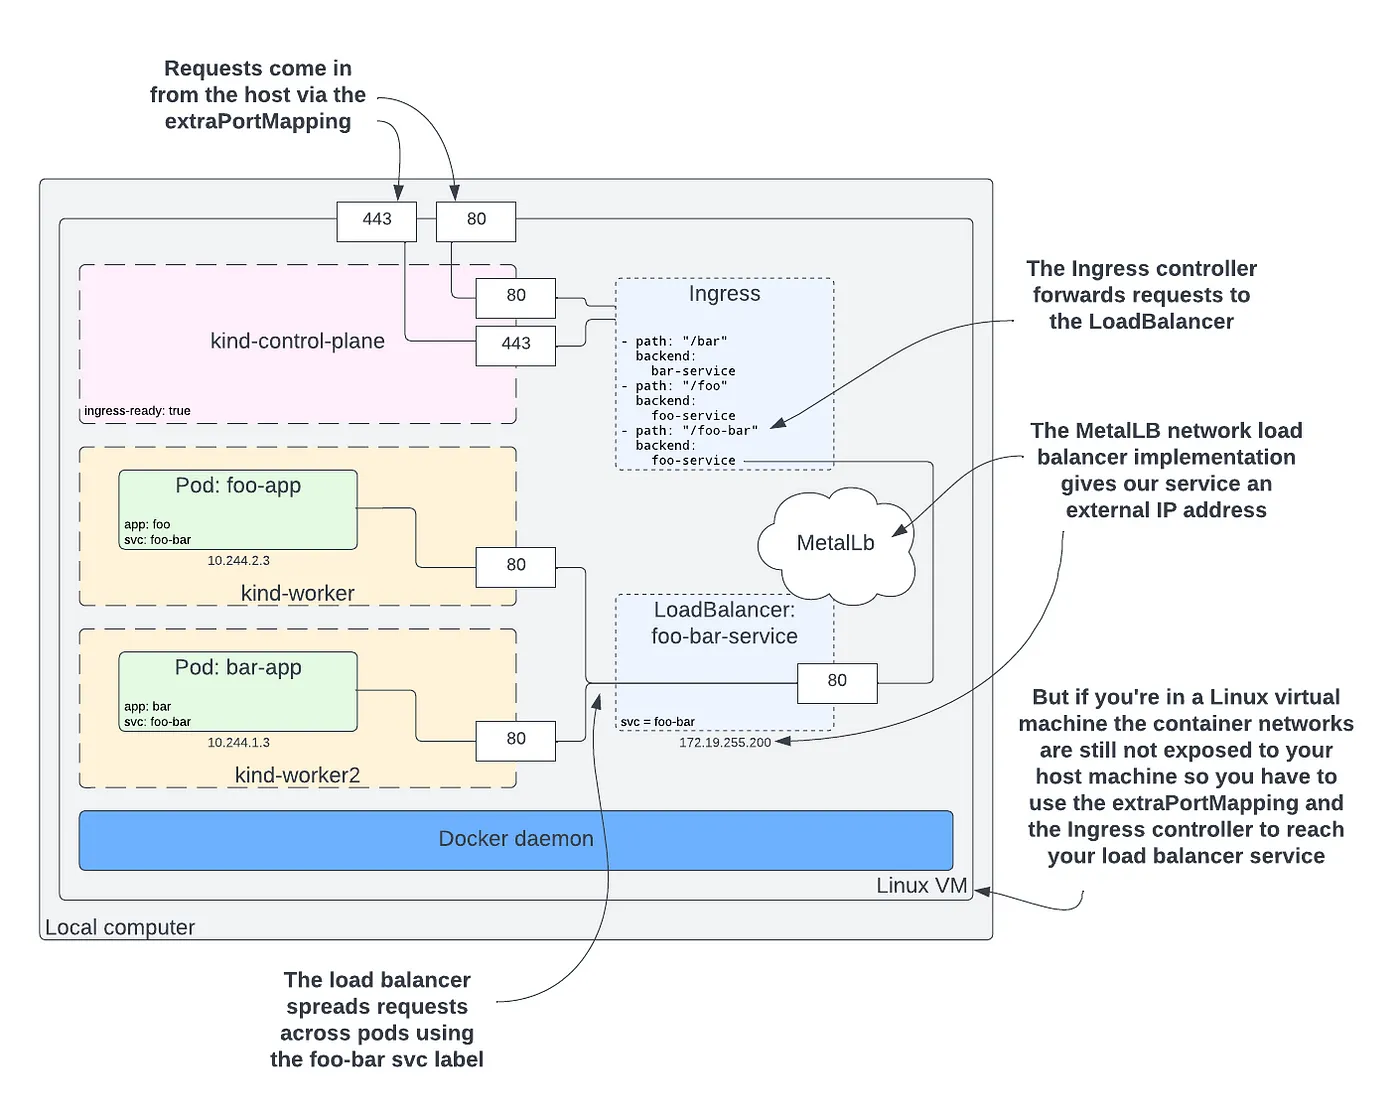 Requests come in
from the host via the
extraPortMapping
443
80
kind-control-plane
ingress-ready: true
80
443
Ingress
- path: "/bar"
backend:
bar-service
- path: "/foo"
backend:
foo-service
- path: "/foo-bar"
backend:
foo-service
The Ingress controller
forwards requests to
the LoadBalancer
The MetalLB network load
balancer implementation
gives our service an
external IP address
Pod: foo-app
app: foo
svc: foo-bar
10.244.2.3
kind-worker
80
MetalLb
LoadBalancer:
foo-bar-service
80
svc = foo-bar
172.19.255.200
Pod: bar-app
app: bar
svc: foo-bar
10.244.1.3
kind-worker2
80
But if you're in a Linux virtual
machine the container networks
are still not exposed to your
host machine so you have to
use the extraPortMapping and
the Ingress controller to reach
your load balancer service
Docker daemon
Linux VM
Local computer
The load balancer
spreads requests
across pods using
the foo-bar svc label